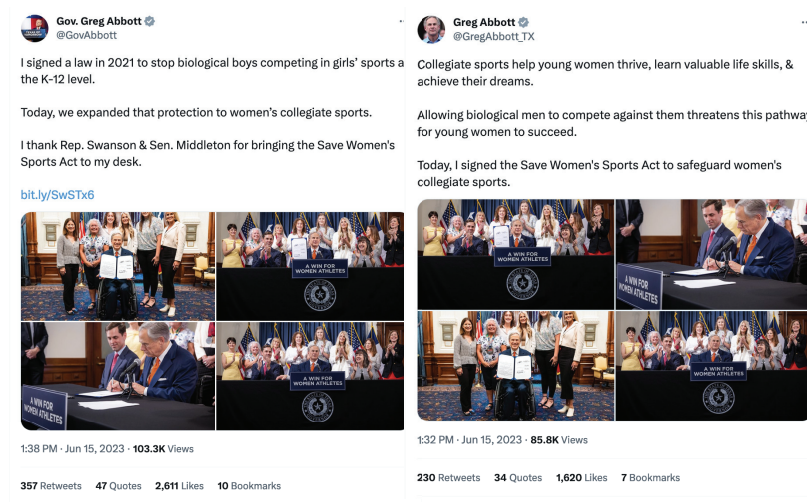 Gov. Greg Abbott
@GovAbbott
I signed a law in 2021 to stop biological boys competing in girls' sports a
the K-12 level.
Today, we expanded that protection to women's collegiate sports.
I thank Rep. Swanson & Sen. Middleton for bringing the Save Women's
Sports Act to my desk.
bit.ly/SwSTx6
A WIN FOR
WOMEN ATHLETES
A WIN FOR
WOMEN ATHLETES
A WIN FOR
WOMEN ATHLETES
1:38 PM · Jun 15, 2023 · 103.3K Views
357 Retweets 47 Quotes 2,611 Likes 10 Bookmarks
Greg Abbott
@GregAbbott_TX
Collegiate sports help young women thrive, learn valuable life skills, &
achieve their dreams.
Allowing biological men to compete against them threatens this pathway
for young women to succeed.
Today, I signed the Save Women's Sports Act to safeguard women's
collegiate sports.
A WIN FOR
WOMEN ATHLETES
A WIN FOR
WOMEN ATHLETES
A WIN FOR
WOMEN ATHLETES
1:32 PM · Jun 15, 2023 · 85.8K Views
230 Retweets 34 Quotes 1,620 Likes 7 Bookmarks